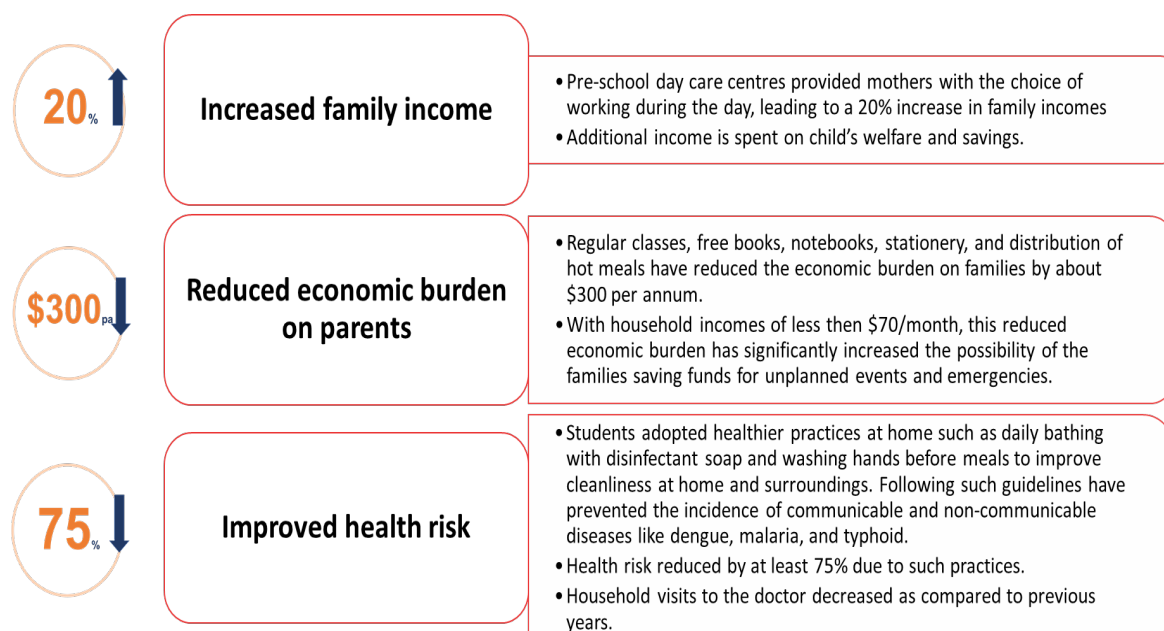 20%
Increased family income
• Pre-school day care centres provided mothers with the choice of
working during the day, leading to a 20% increase in family incomes
• Additional income is spent on child's welfare and savings.
$300pa
Reduced economic burden
on parents
• Regular classes, free books, notebooks, stationery, and distribution of
hot meals have reduced the economic burden on families by about
$300 per annum.
• With household incomes of less then $70/month, this reduced
economic burden has significantly increased the possibility of the
families saving funds for unplanned events and emergencies.
75%
Improved health risk
• Students adopted healthier practices at home such as daily bathing
with disinfectant soap and washing hands before meals to improve
cleanliness at home and surroundings. Following such guidelines have
prevented the incidence of communicable and non-communicable
diseases like dengue, malaria, and typhoid.
• Health risk reduced by at least 75% due to such practices.
• Household visits to the doctor decreased as compared to previous
years.